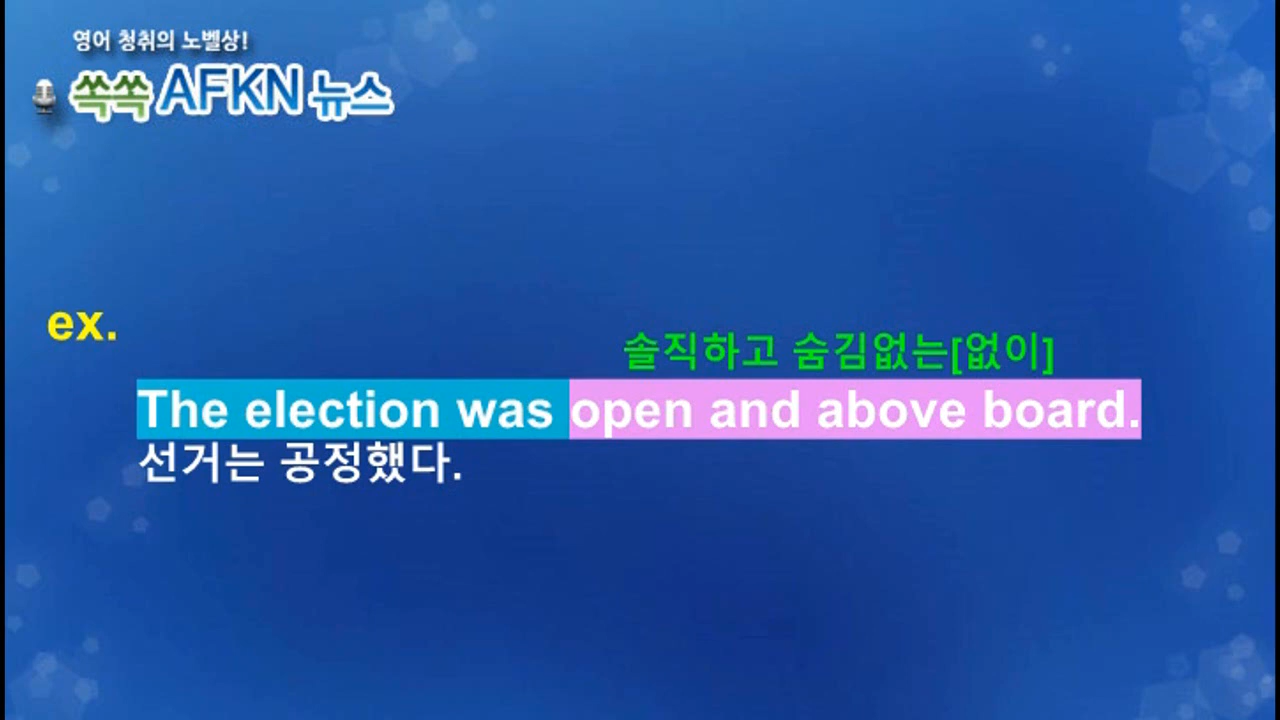 영어 청취의 노벨상!
쏙쏙 AFKN 뉴스
ex.
솔직하고 숨김없는[없이]
The election was open and above board.
선거는 공정했다.